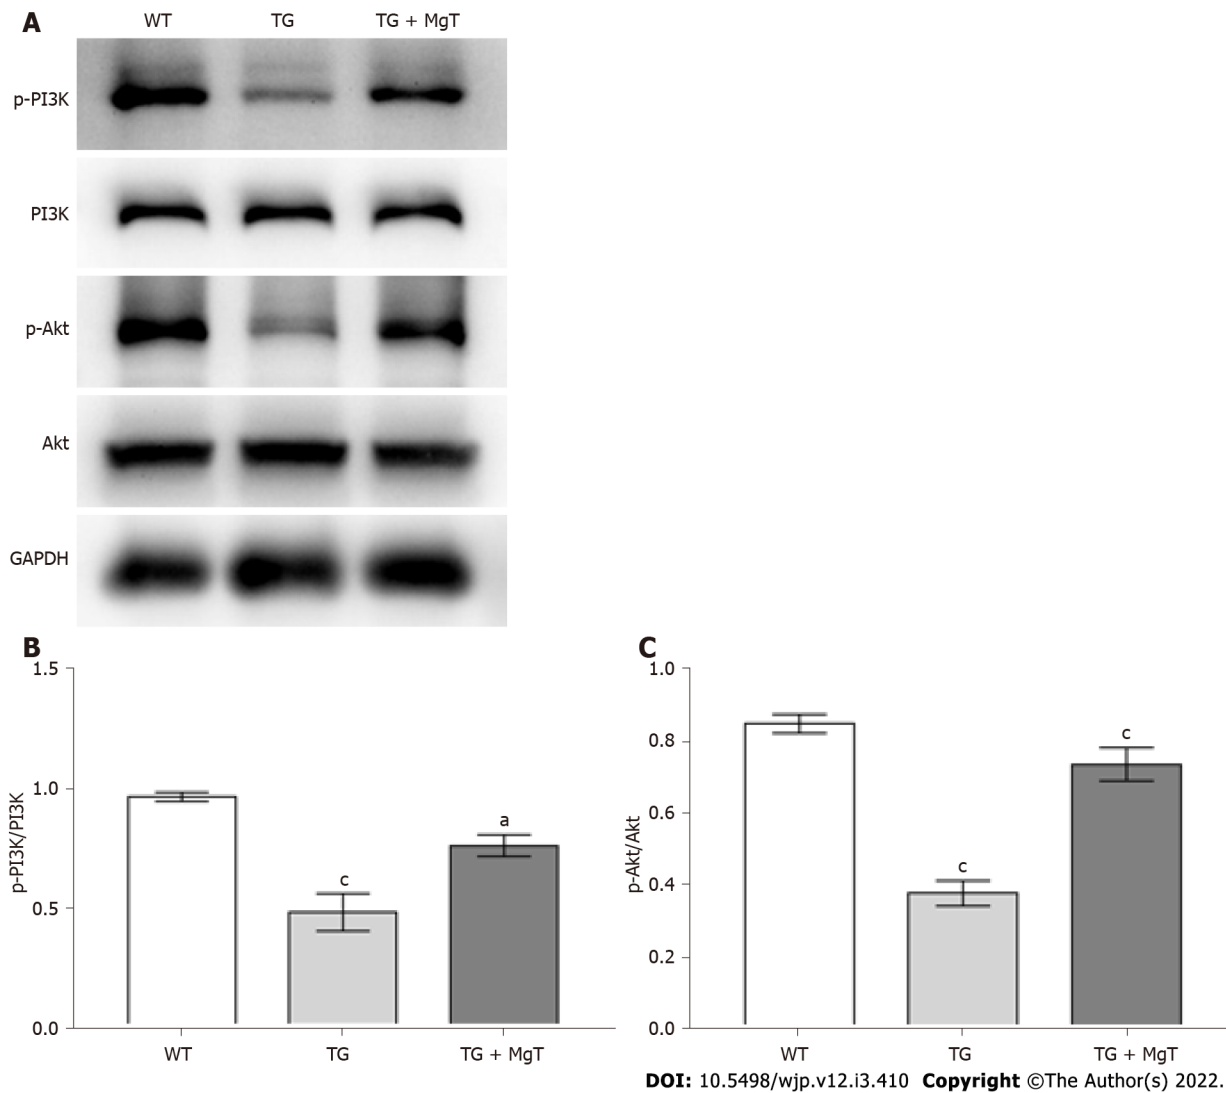 A
WT TG TG + MgT
p-PI3K
PI3K
p-Akt
Akt
GAPDH
B
p-PI3K/PI3K
1.5
1.0
0.5
0.0
c
a
WT TG TG + MgT
C
p-Akt/Akt
1.0
0.8
0.6
0.4
0.2
0.0
c
c
WT TG TG + MgT
DOI: 10.5498/wjp.v12.i3.410 Copyright ©The Author(s) 2022.